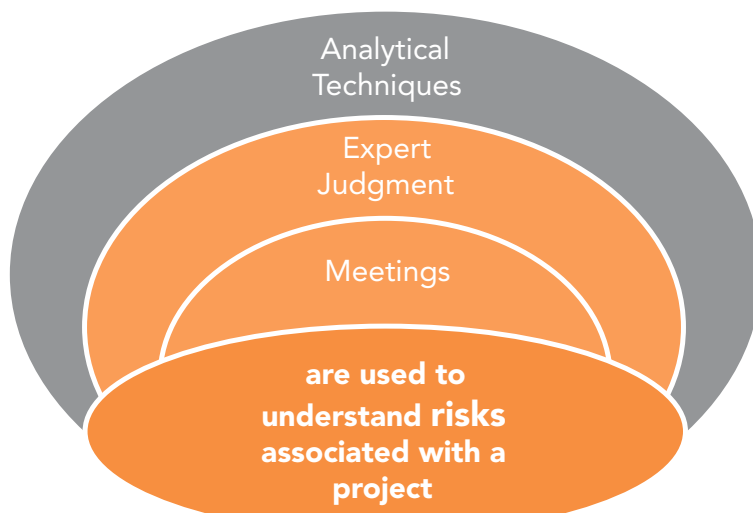 Analytical
Techniques
Expert
Judgment
Meetings
are used to
understand risks
associated with a
project